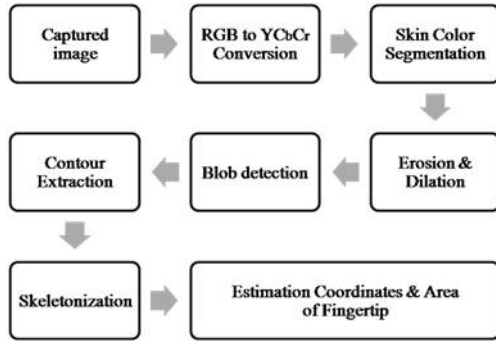 Captured
image
RGB to YCbCr
Conversion
Skin Color
Segmentation
Contour
Extraction
Blob detection
Erosion &
Dilation
Skeletonization
Estimation Coordinates & Area
of Fingertip